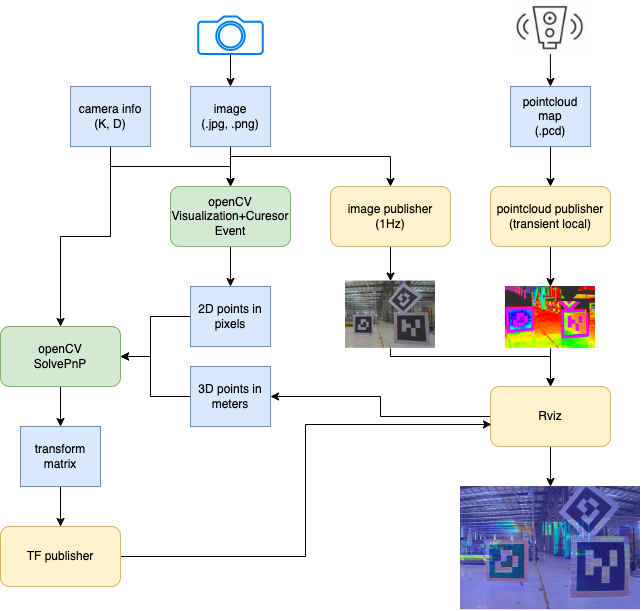 camera info
(K, D)
image
(.jpg, .png)
pointcloud
map
(.pcd)
openCV
Visualization+Curesor
Event
image publisher
(1Hz)
pointcloud publisher
(transient local)
2D points in
pixels
openCV
SolvePnP
3D points in
meters
Rviz
transform
matrix
TF publisher